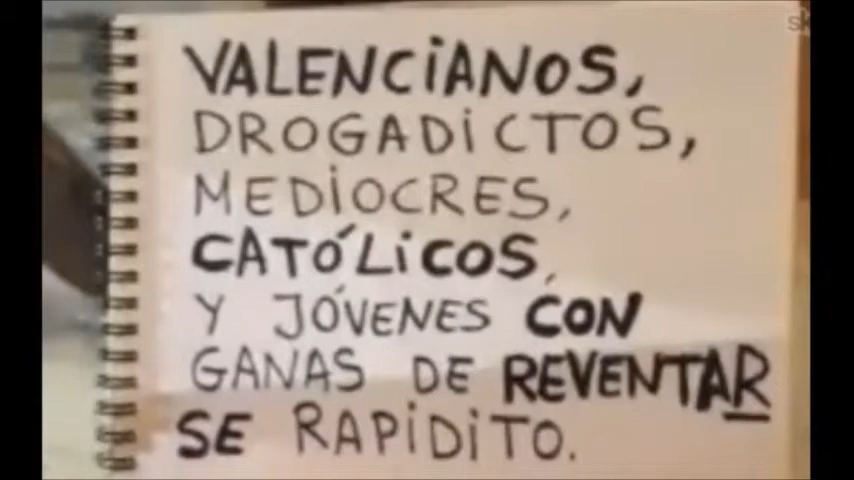 VALENCiANOS,
DROGADiCTOS,
MEDiOCRES,
CATÓLiCOS,
Y JÓVENES CON
GANAS DE REVENTAR
SE RAPiDiTO.